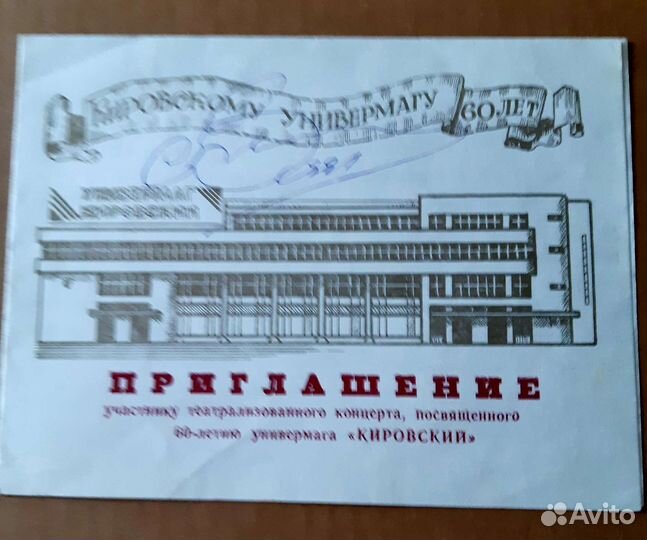 КИРОВСКОМУ УНИВЕРМАГУ 60 ЛЕТ
УНИВЕРМАГ
КИРОВСКИЙ
ПРИГЛАШЕНИЕ
участнику театрализованного концерта, посвященного
60-летию универмага «КИРОВСКИЙ»
Avito